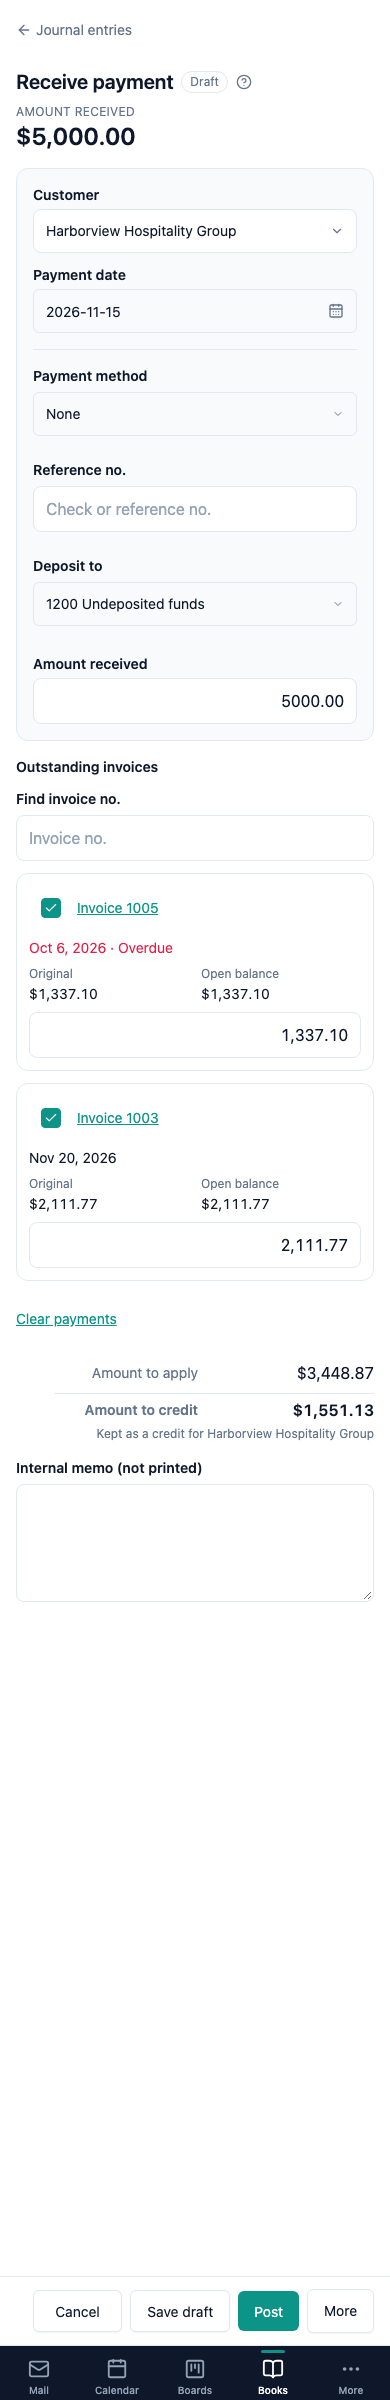 Journal entries
Receive payment Draft
AMOUNT RECEIVED
$5,000.00
Customer
Harborview Hospitality Group
Payment date
2026-11-15
Payment method
None
Reference no.
Check or reference no.
Deposit to
1200 Undeposited funds
Amount received
5000.00
Outstanding invoices
Find invoice no.
Invoice no.
Invoice 1005
Oct 6, 2026 · Overdue
Original Open balance
$1,337.10 $1,337.10
1,337.10
Invoice 1003
Nov 20, 2026
Original Open balance
$2,111.77 $2,111.77
2,111.77
Clear payments
Amount to apply $3,448.87
Amount to credit $1,551.13
Kept as a credit for Harborview Hospitality Group
Internal memo (not printed)
Cancel Save draft Post More
Mail Calendar Boards Books More